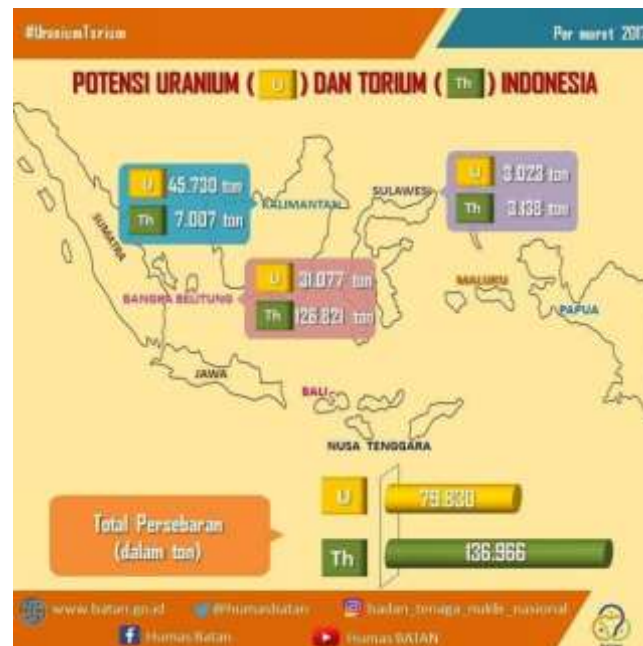 #UraniumTorium
Per maret 2017
POTENSI URANIUM ( U ) DAN TORIUM ( Th ) INDONESIA
U 45.730 ton
Th 7.007 ton
KALIMANTAN
SULAWESI
U 3.023 ton
Th 3.138 ton
SUMATRA
BANGKA BELITUNG
U 31.077 ton
Th 126.821 ton
MALUKU
PAPUA
JAWA
BALI
NUSA TENGGARA
Total Persebaran
(dalam ton)
U 79.830
Th 136.966
www.batan.go.id
@humasbatan
badan_tenaga_nuklir_nasional
Humas Batan
Humas BATAN